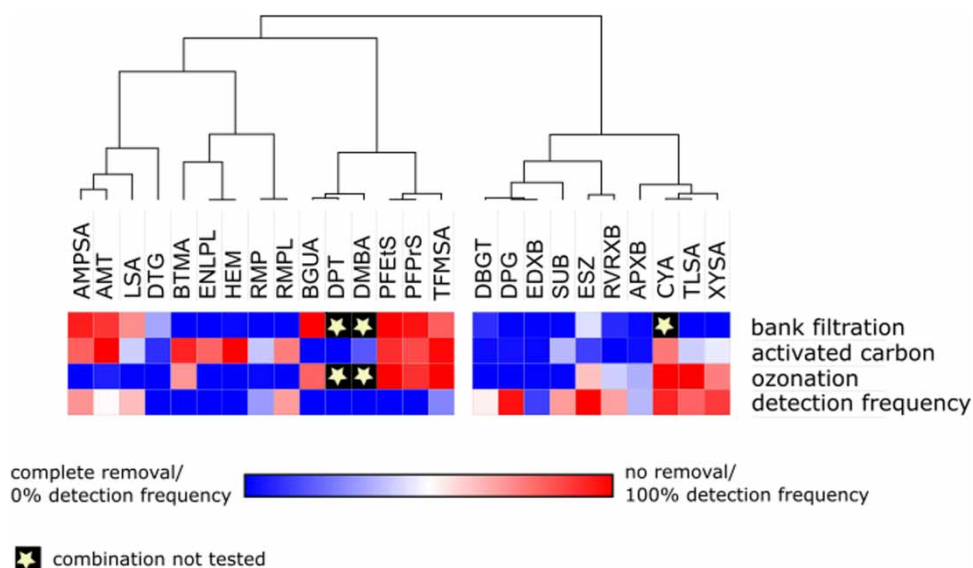 AMPSA
AMT
LSA
DTG
BTMA
ENLPL
HEM
RMP
RMPL
BGUA
DPT
DMBA
PFEtS
PFPrS
TFMSA
DBGT
DPG
EDXB
SUB
ESZ
RVRXB
APXB
CYA
TLSA
XYSA
bank filtration
activated carbon
ozonation
detection frequency
complete removal/
0% detection frequency
no removal/
100% detection frequency
combination not tested